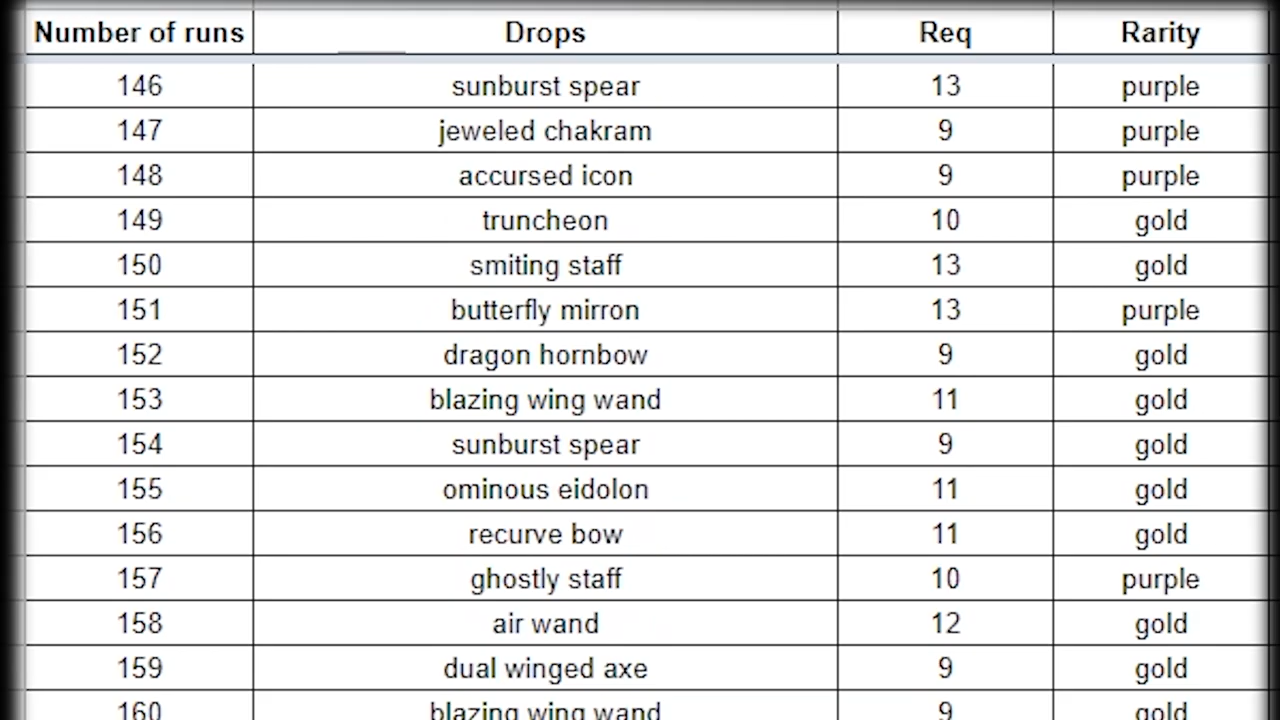 Number of runs Drops Req Rarity
146 sunburst spear 13 purple
147 jeweled chakram 9 purple
148 accursed icon 9 purple
149 truncheon 10 gold
150 smiting staff 13 gold
151 butterfly mirron 13 purple
152 dragon hornbow 9 gold
153 blazing wing wand 11 gold
154 sunburst spear 9 gold
155 ominous eidolon 11 gold
156 recurve bow 11 gold
157 ghostly staff 10 purple
158 air wand 12 gold
159 dual winged axe 9 gold
160 blazing wing wand 9 gold